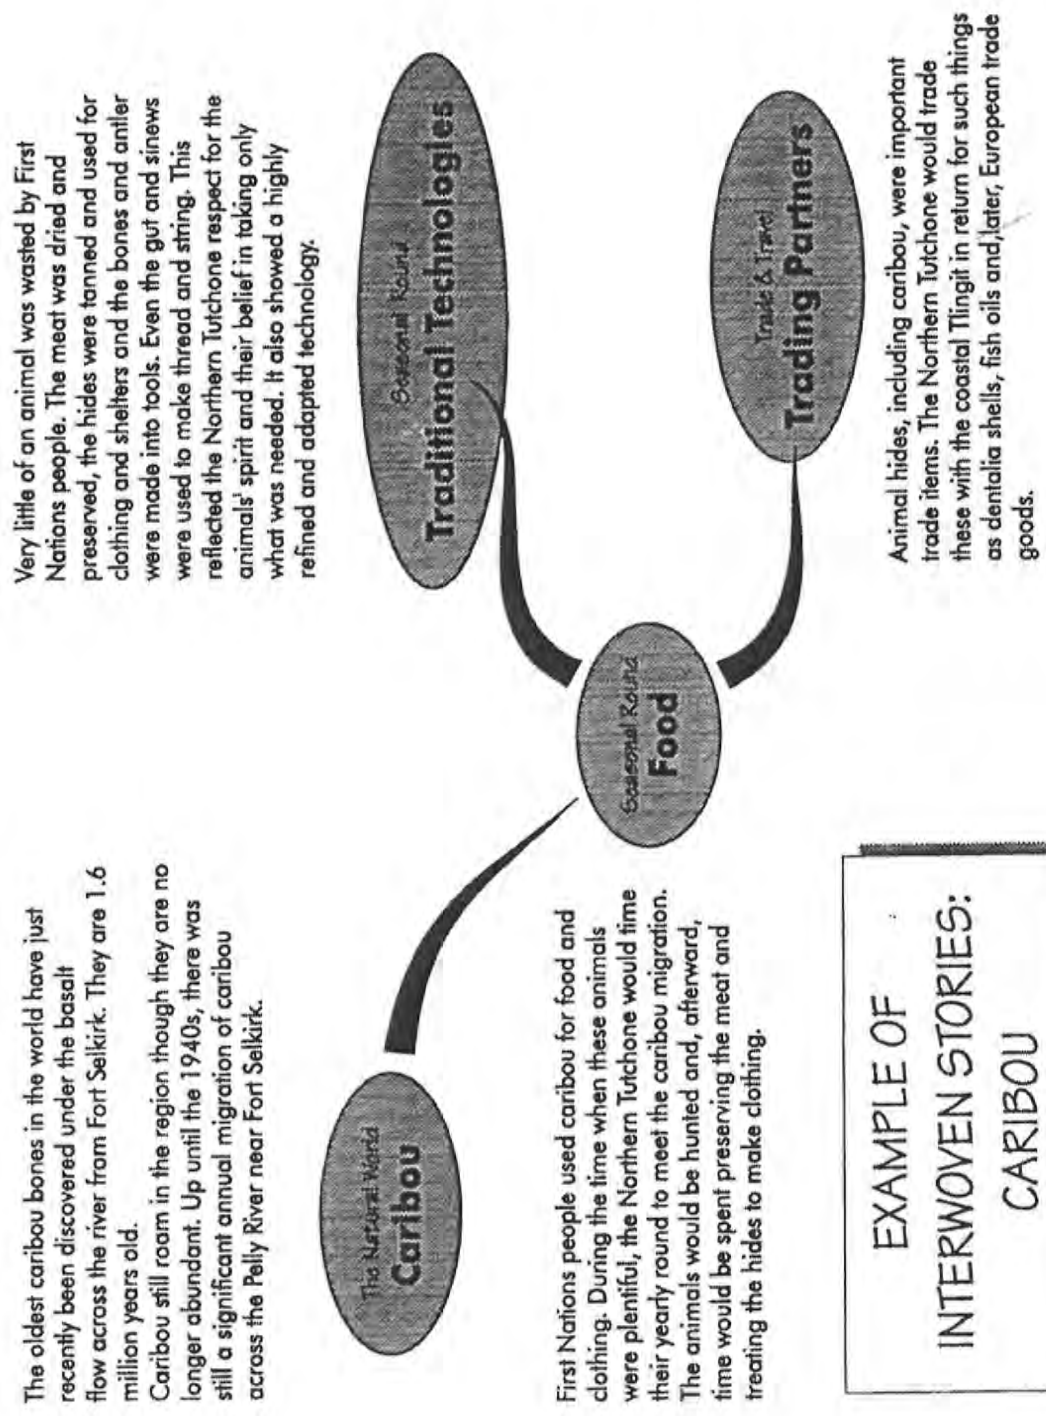 The oldest caribou bones in the world have just
recently been discovered under the basalt
flow across the river from Fort Selkirk. They are 1.6
million years old.
Caribou still roam in the region though they are no
longer abundant. Up until the 1940s, there was
still a significant annual migration of caribou
across the Pelly River near Fort Selkirk.
The Natural World
Caribou
First Nations people used caribou for food and
clothing. During the time when these animals
were plentiful, the Northern Tutchone would time
their yearly round to meet the caribou migration.
The animals would be hunted and, afterward,
time would be spent preserving the meat and
treating the hides to make clothing.
Seasonal Round
Food
Very little of an animal was wasted by First
Nations people. The meat was dried and
preserved, the hides were tanned and used for
clothing and shelters and the bones and antler
were made into tools. Even the gut and sinews
were used to make thread and string. This
reflected the Northern Tutchone respect for the
animals' spirit and their belief in taking only
what was needed. It also showed a highly
refined and adapted technology.
Seasonal Round
Traditional Technologies
Trade & Travel
Trading Partners
Animal hides, including caribou, were important
trade items. The Northern Tutchone would trade
these with the coastal Tlingit in return for such things
as dentalia shells, fish oils and, later, European trade
goods.
EXAMPLE OF
INTERWOVEN STORIES:
CARIBOU